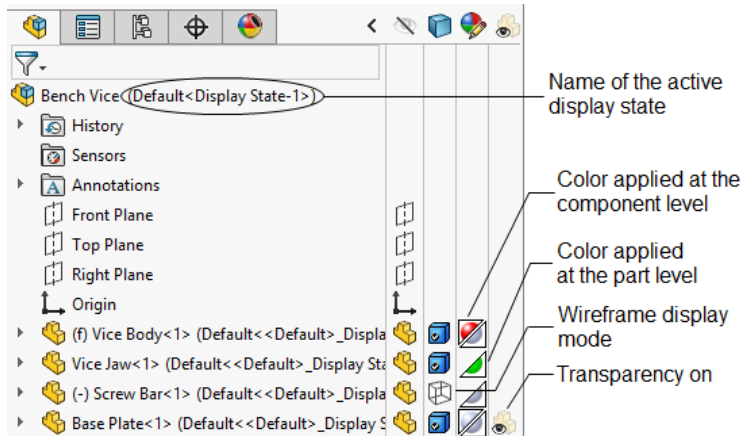 Bench Vice (Default<Display State-1>)
History
Sensors
Annotations
Front Plane
Top Plane
Right Plane
Origin
(f) Vice Body<1> (Default<<Default>_Displa
Vice Jaw<1> (Default<<Default>_Display Sta
(-) Screw Bar<1> (Default<<Default>_Displa
Base Plate<1> (Default<<Default>_Display S
Name of the active
display state
Color applied at the
component level
Color applied
at the part level
Wireframe display
mode
Transparency on